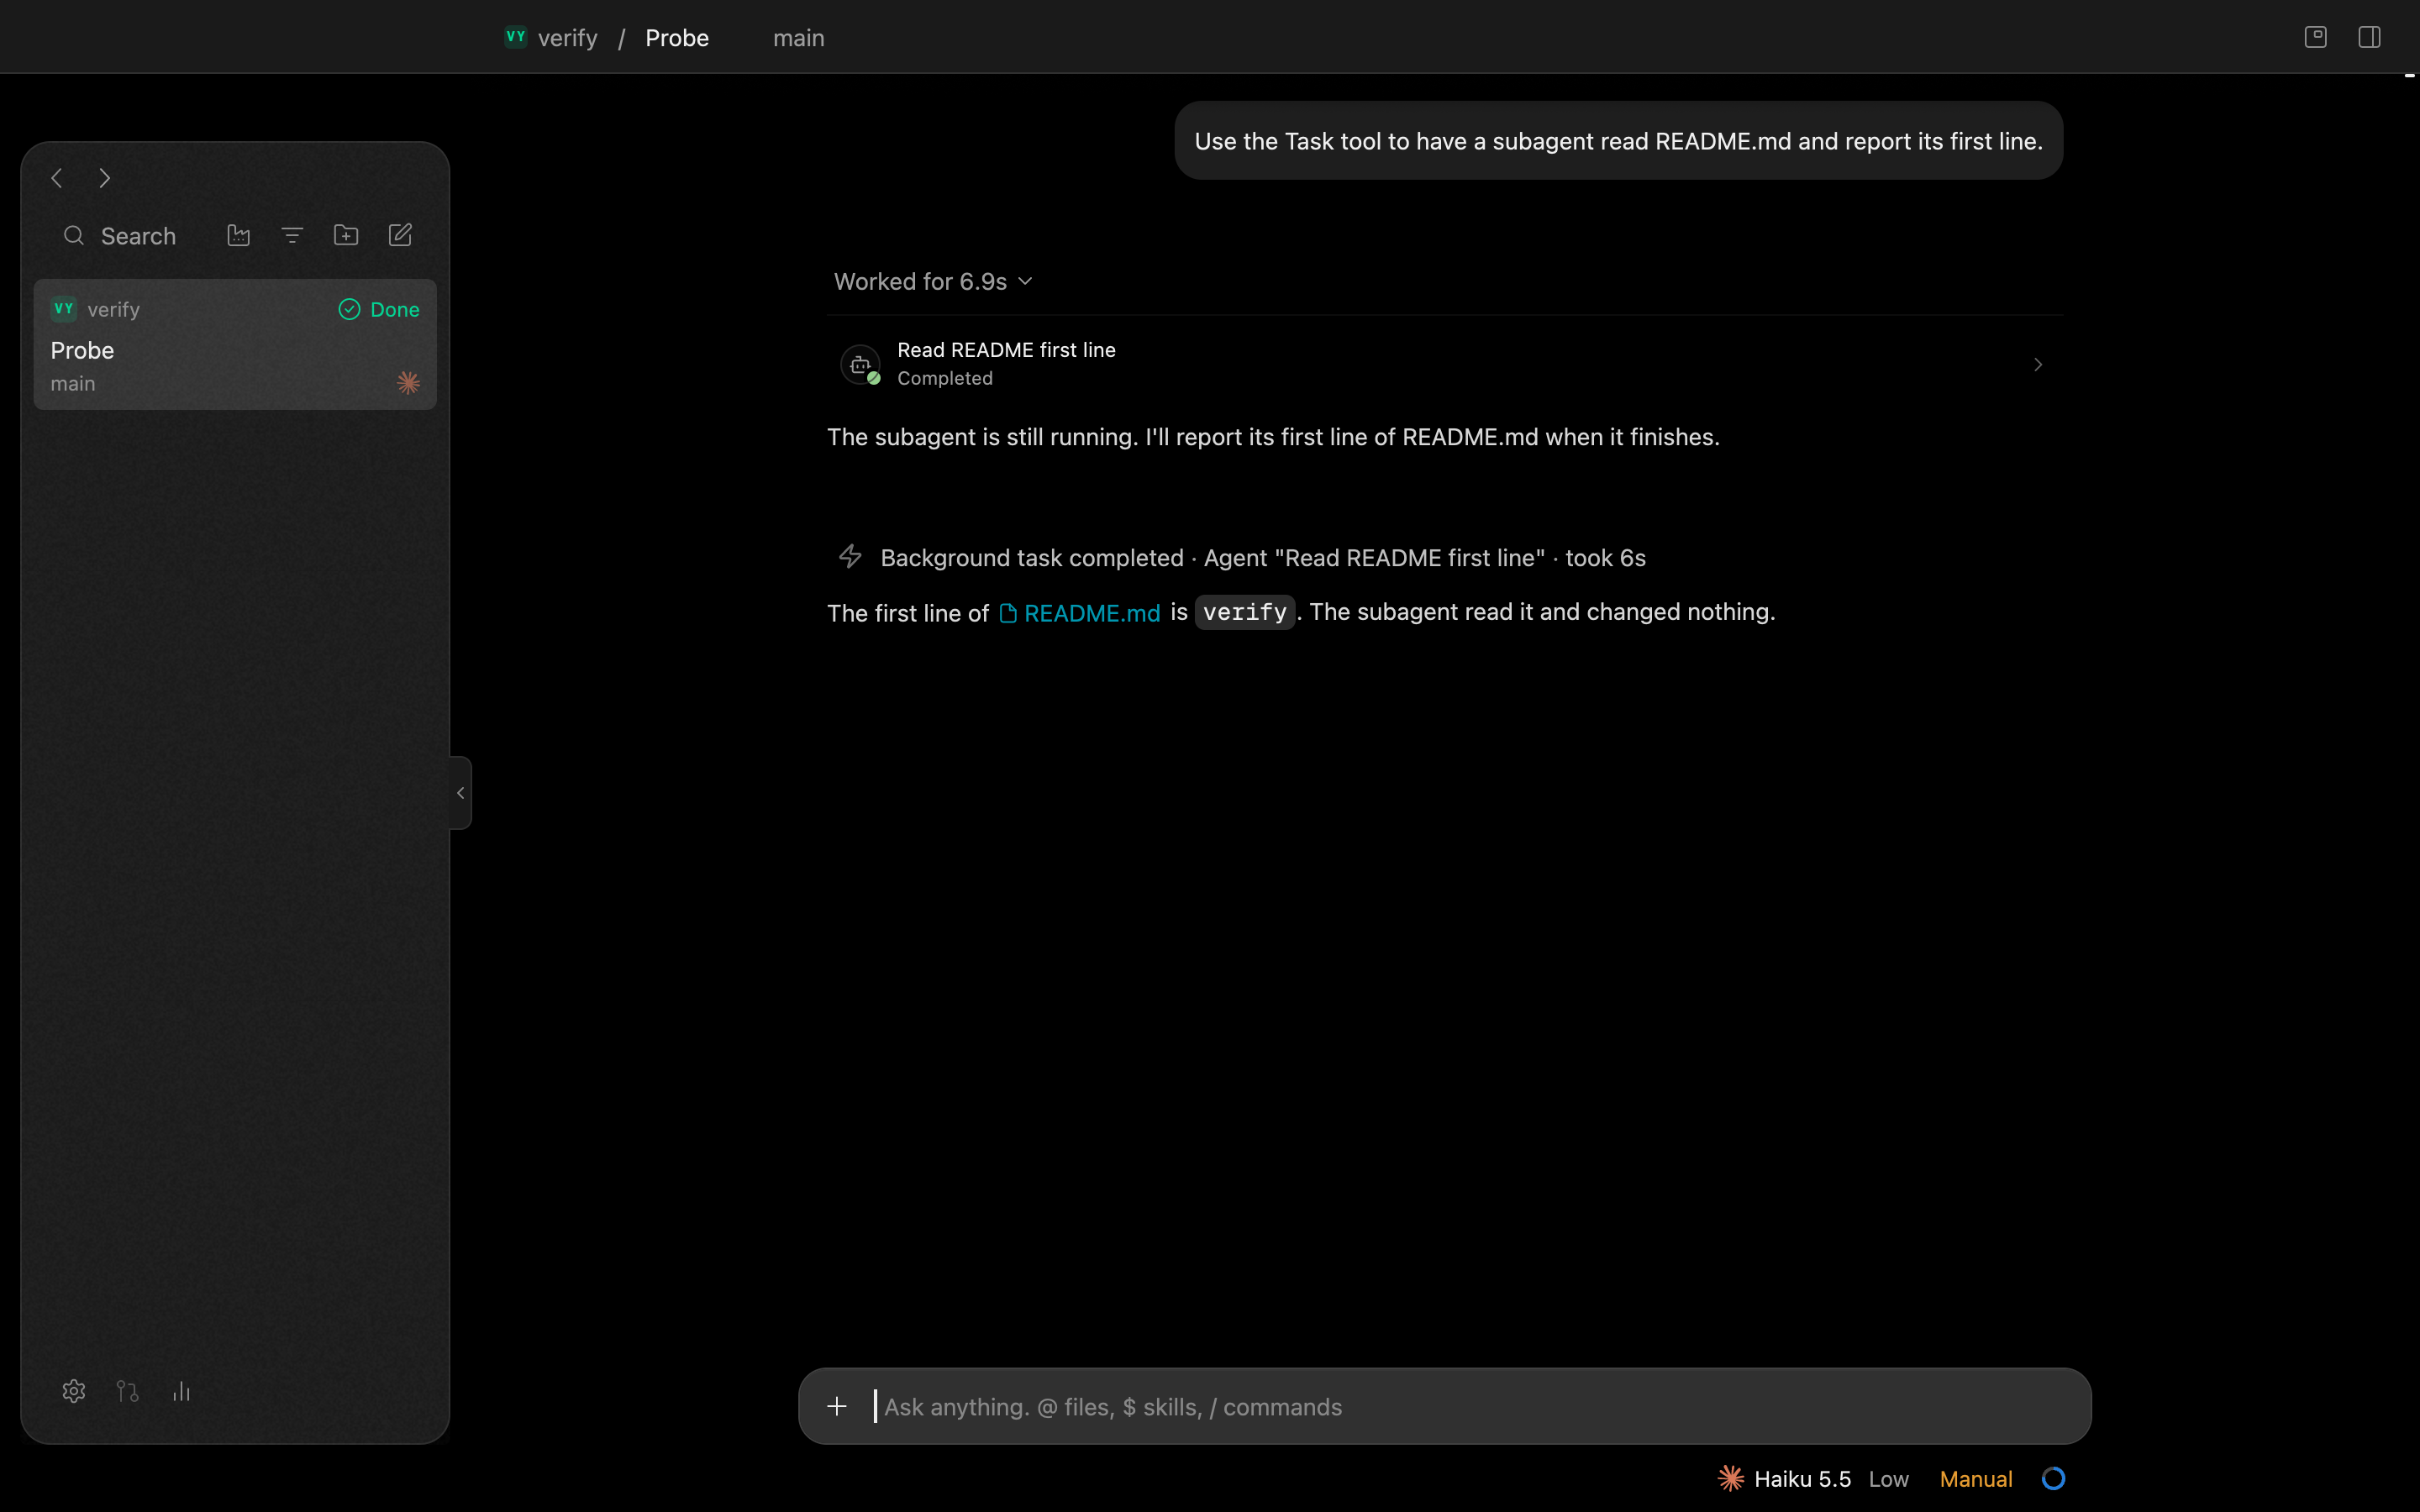 VY verify / Probe main
Use the Task tool to have a subagent read README.md and report its first line.
Search
VY verify Done
Probe
main
Worked for 6.9s
Read README first line
Completed
The subagent is still running. I'll report its first line of README.md when it finishes.
Background task completed · Agent "Read README first line" · took 6s
The first line of README.md is verify. The subagent read it and changed nothing.
Ask anything. @ files, $ skills, / commands
Haiku 5.5 Low Manual